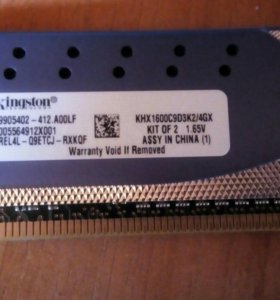 Kingston
9905402-412.A00LF
KHX1600C9D3K2/4GX
0005564912X001
KIT OF 2 1.65V
REL4L-Q9ETCJ-RXKQF
ASSY IN CHINA (1)
Warranty Void If Removed